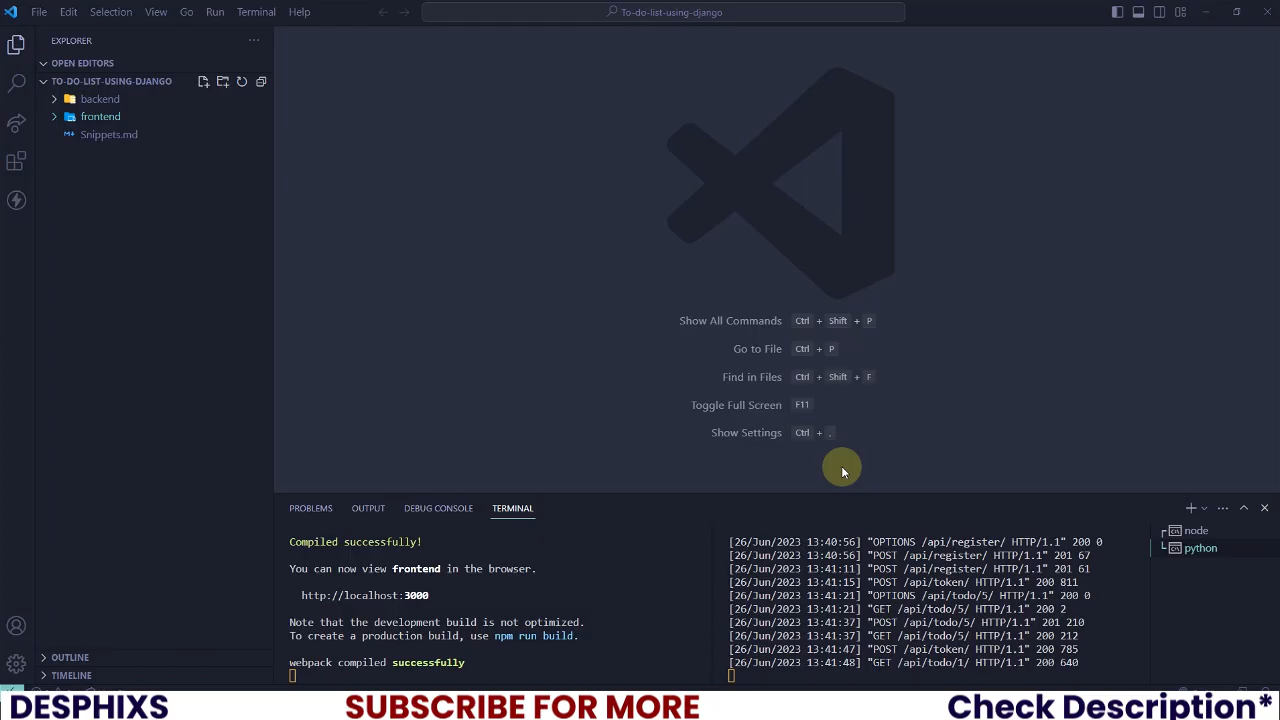 File Edit Selection View Go Run Terminal Help
To-do-list-using-django
EXPLORER
OPEN EDITORS
TO-DO-LIST-USING-DJANGO
backend
frontend
Snippets.md
Show All Commands Ctrl + Shift + P
Go to File Ctrl + P
Find in Files Ctrl + Shift + F
Toggle Full Screen F11
Show Settings Ctrl + ,
PROBLEMS OUTPUT DEBUG CONSOLE TERMINAL
Compiled successfully!
You can now view frontend in the browser.
http://localhost:3000
Note that the development build is not optimized.
To create a production build, use npm run build.
webpack compiled successfully
[26/Jun/2023 13:40:56] "OPTIONS /api/register/ HTTP/1.1" 200 0
[26/Jun/2023 13:40:56] "POST /api/register/ HTTP/1.1" 201 67
[26/Jun/2023 13:41:11] "POST /api/register/ HTTP/1.1" 201 61
[26/Jun/2023 13:41:15] "POST /api/token/ HTTP/1.1" 200 811
[26/Jun/2023 13:41:21] "OPTIONS /api/todo/5/ HTTP/1.1" 200 0
[26/Jun/2023 13:41:21] "GET /api/todo/5/ HTTP/1.1" 200 2
[26/Jun/2023 13:41:37] "POST /api/todo/5/ HTTP/1.1" 201 210
[26/Jun/2023 13:41:37] "GET /api/todo/5/ HTTP/1.1" 200 212
[26/Jun/2023 13:41:47] "POST /api/token/ HTTP/1.1" 200 785
[26/Jun/2023 13:41:48] "GET /api/todo/1/ HTTP/1.1" 200 640
node
python
OUTLINE
TIMELINE
DESPHIXS SUBSCRIBE FOR MORE Check Description*